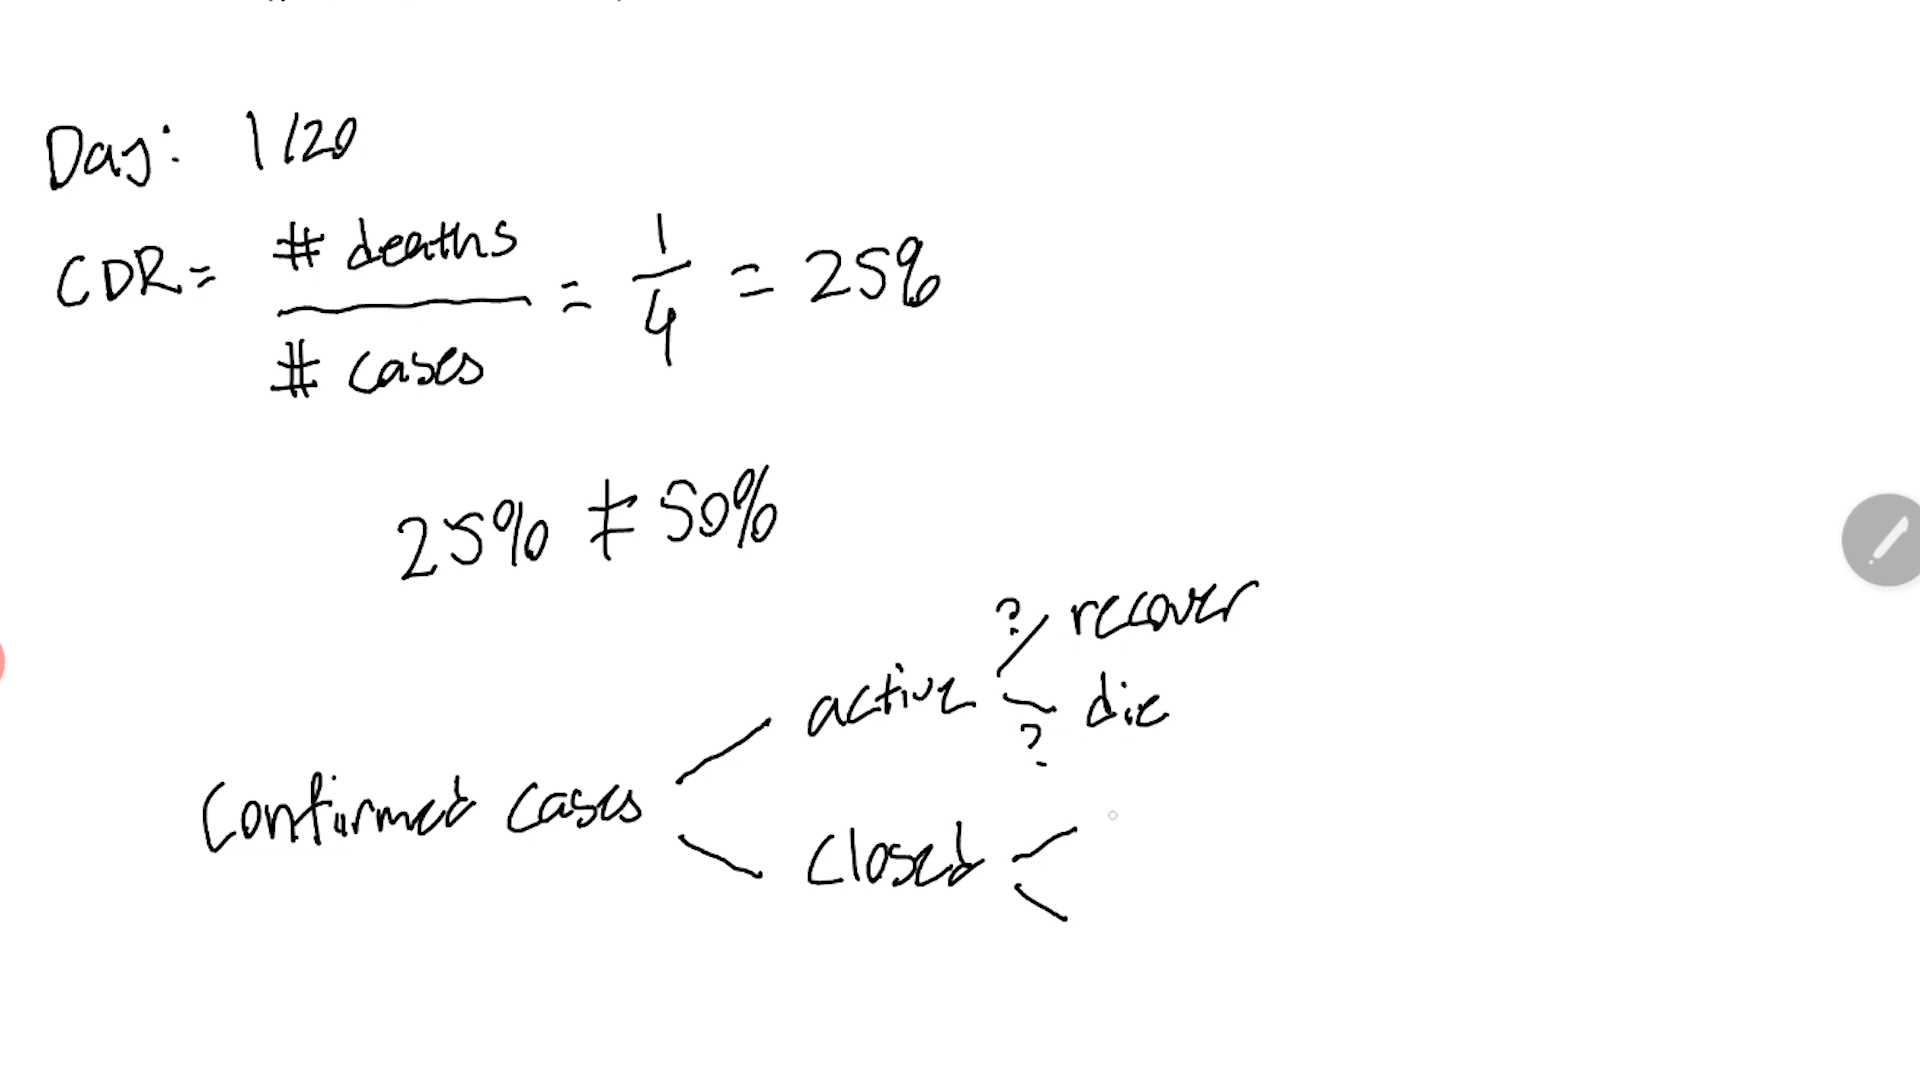 Day: 1/20
CDR = # deaths / # cases = 1/4 = 25%
25% ≠ 50%
? recover
active
die
?
Confirmed cases
closed